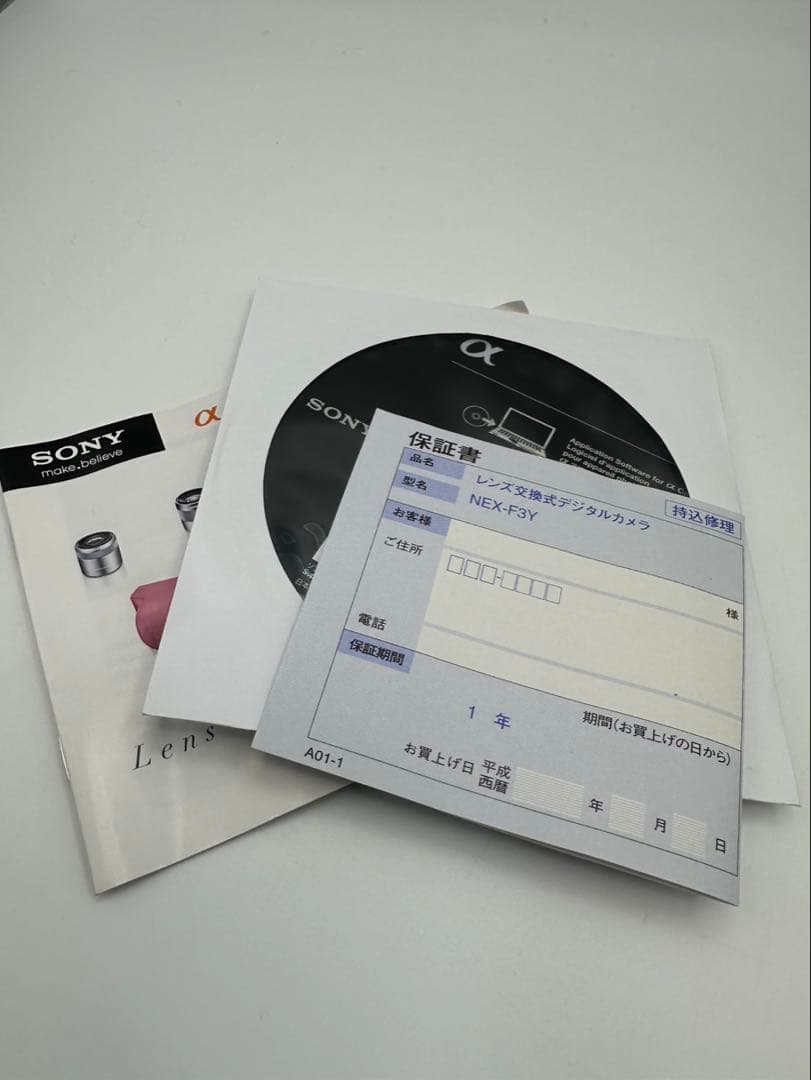 SONY
make.believe
α
Lens
α
SONY
Application Software for α C
Logiciel d'application
pour appareil
日本
保証書
品名 レンズ交換式デジタルカメラ 持込修理
型名 NEX-F3Y
お客様
ご住所
様
電話
保証期間
1 年 期間(お買上げの日から)
お買上げ日 平成
西暦 年 月 日
A01-1